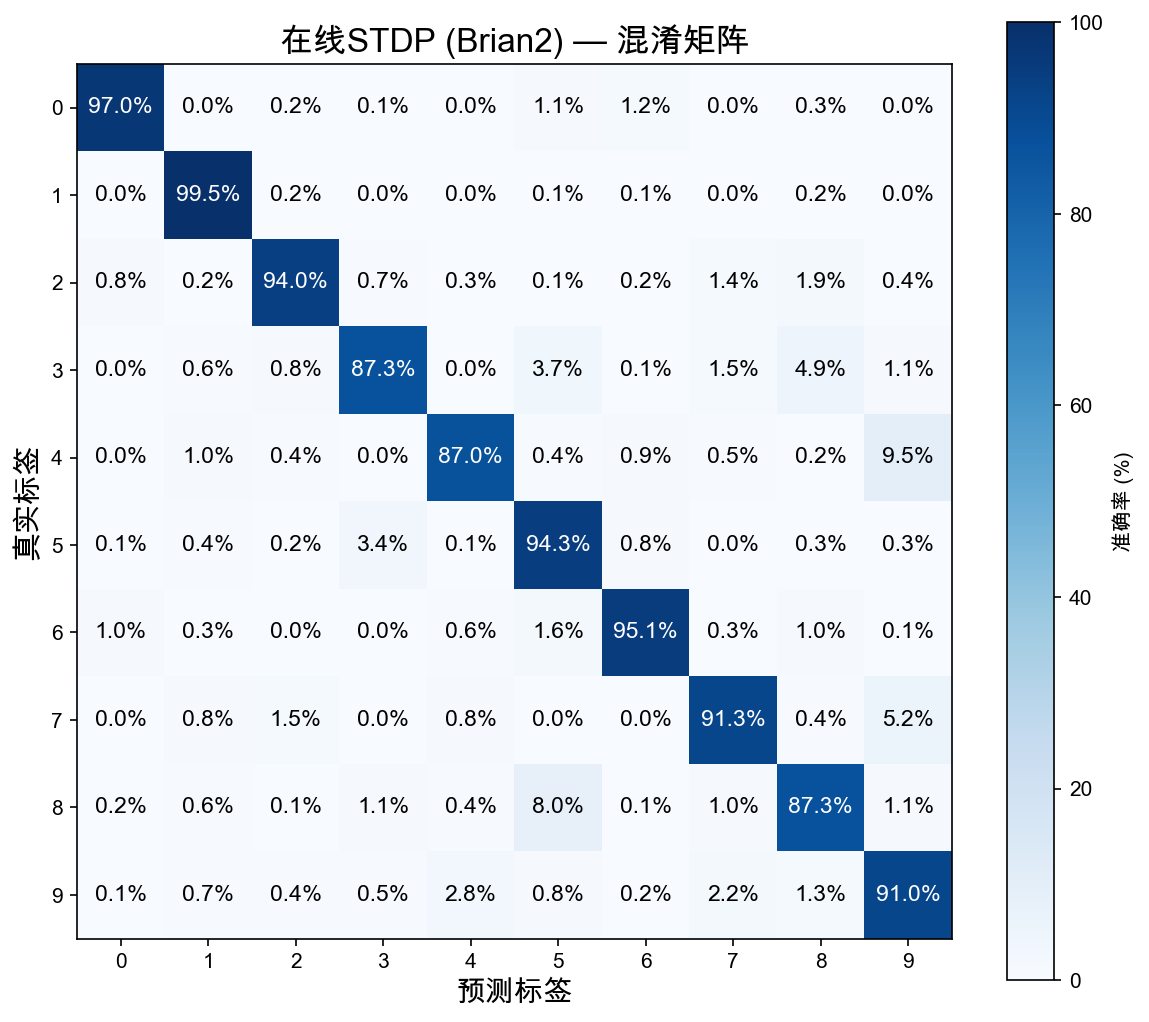 在线STDP (Brian2) — 混淆矩阵
0 97.0% 0.0% 0.2% 0.1% 0.0% 1.1% 1.2% 0.0% 0.3% 0.0%
1 0.0% 99.5% 0.2% 0.0% 0.0% 0.1% 0.1% 0.0% 0.2% 0.0%
2 0.8% 0.2% 94.0% 0.7% 0.3% 0.1% 0.2% 1.4% 1.9% 0.4%
3 0.0% 0.6% 0.8% 87.3% 0.0% 3.7% 0.1% 1.5% 4.9% 1.1%
4 0.0% 1.0% 0.4% 0.0% 87.0% 0.4% 0.9% 0.5% 0.2% 9.5%
5 0.1% 0.4% 0.2% 3.4% 0.1% 94.3% 0.8% 0.0% 0.3% 0.3%
6 1.0% 0.3% 0.0% 0.0% 0.6% 1.6% 95.1% 0.3% 1.0% 0.1%
7 0.0% 0.8% 1.5% 0.0% 0.8% 0.0% 0.0% 91.3% 0.4% 5.2%
8 0.2% 0.6% 0.1% 1.1% 0.4% 8.0% 0.1% 1.0% 87.3% 1.1%
9 0.1% 0.7% 0.4% 0.5% 2.8% 0.8% 0.2% 2.2% 1.3% 91.0%
0 1 2 3 4 5 6 7 8 9
预测标签
真实标签
100
80
60
40
20
0
准确率 (%)